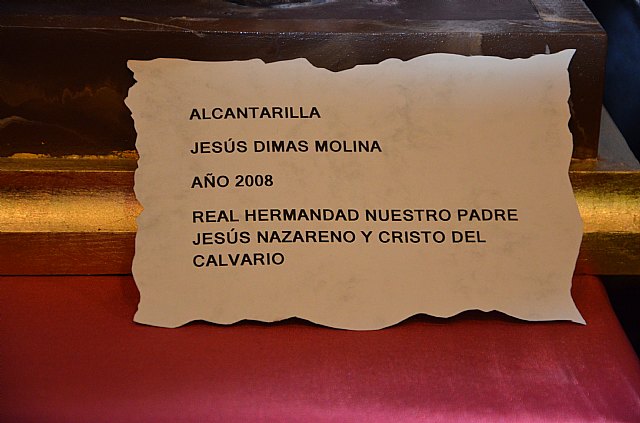 ALCANTARILLA
JESÚS DIMAS MOLINA
AÑO 2008
REAL HERMANDAD NUESTRO PADRE
JESÚS NAZARENO Y CRISTO DEL
CALVARIO